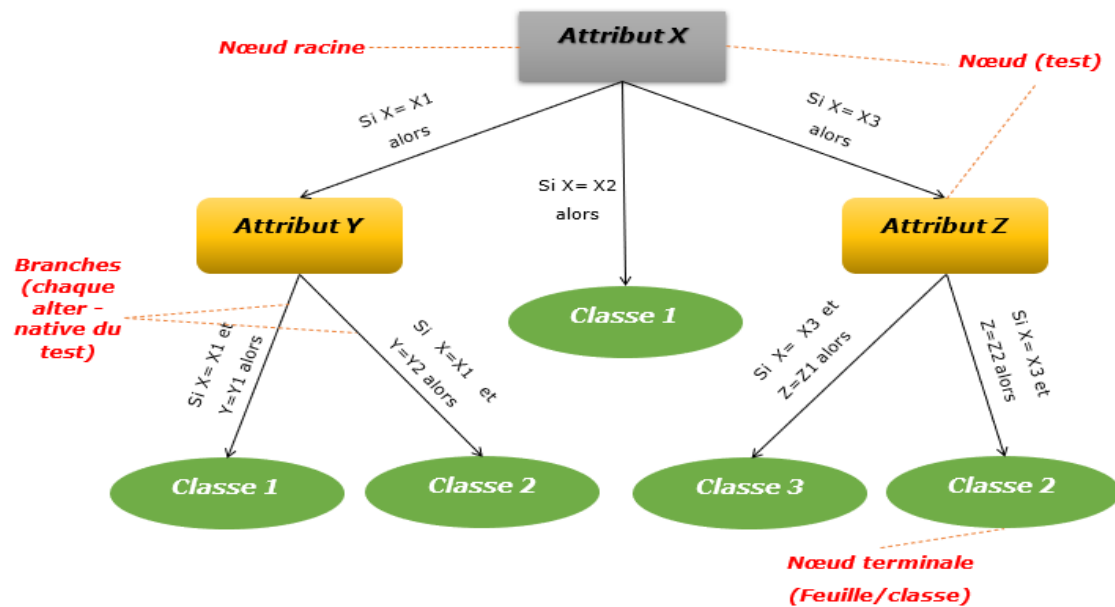 Attribut X
Nœud racine
Nœud (test)
Si X= X1
alors
Si X= X2
alors
Si X= X3
alors
Attribut Y
Attribut Z
Branches
(chaque
alter -
native du
test)
Classe 1
Si X= X1 et
Y=Y1 alors
Si X=X1 et
Y=Y2 alors
Si X= X3 et
Z=Z1 alors
Si X= X3 et
Z=Z2 alors
Classe 1
Classe 2
Classe 3
Classe 2
Nœud terminale
(Feuille/classe)